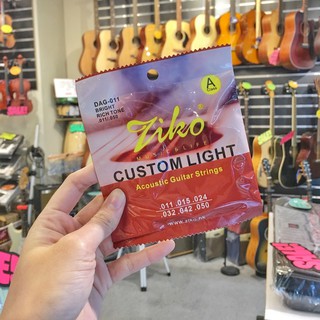 DAG-011
BRIGHT
RICH TONE
.011/.050
A
Ziko
CUSTOM LIGHT
Acoustic Guitar Strings
.011 .015 .024
.032 .042 .050